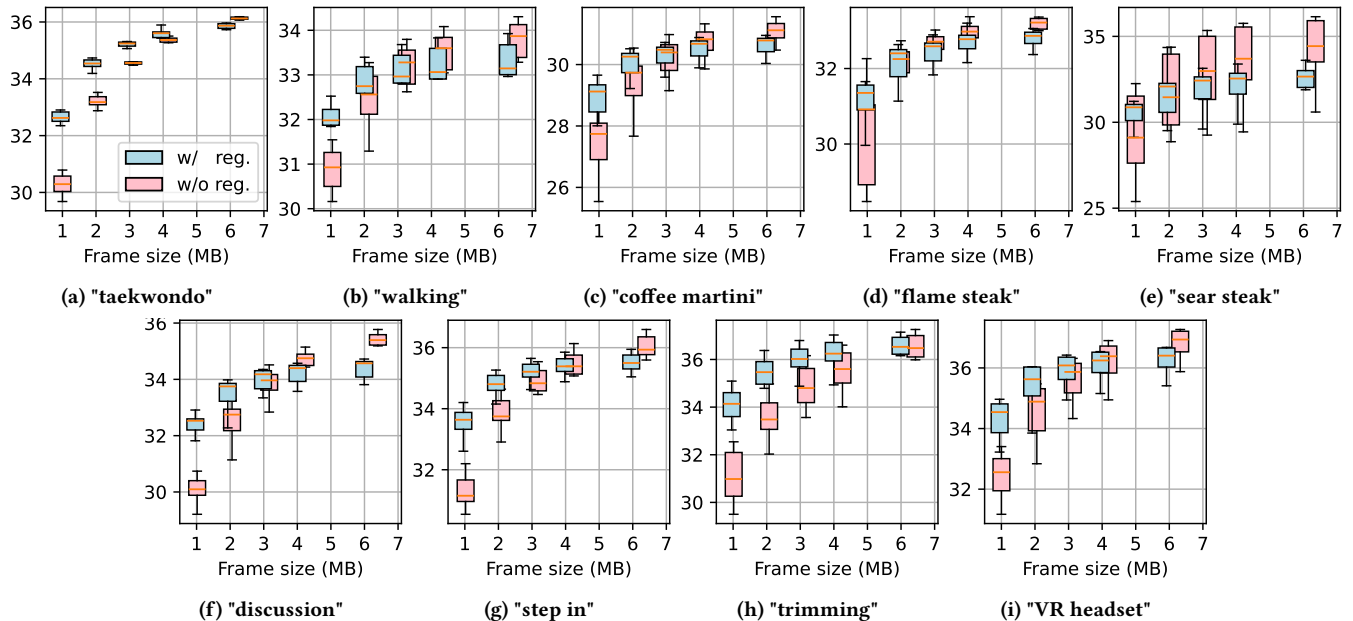 36
34
32
30
w/ reg.
w/o reg.
1 2 3 4 5 6 7
Frame size (MB)
(a) "taekwondo"
34
33
32
31
30
1 2 3 4 5 6 7
Frame size (MB)
(b) "walking"
30
28
26
1 2 3 4 5 6 7
Frame size (MB)
(c) "coffee martini"
32
30
1 2 3 4 5 6 7
Frame size (MB)
(d) "flame steak"
35
30
25
1 2 3 4 5 6 7
Frame size (MB)
(e) "sear steak"
36
34
32
30
1 2 3 4 5 6 7
Frame size (MB)
(f) "discussion"
36
34
32
1 2 3 4 5 6 7
Frame size (MB)
(g) "step in"
36
34
32
30
1 2 3 4 5 6 7
Frame size (MB)
(h) "trimming"
36
34
32
1 2 3 4 5 6 7
Frame size (MB)
(i) "VR headset"